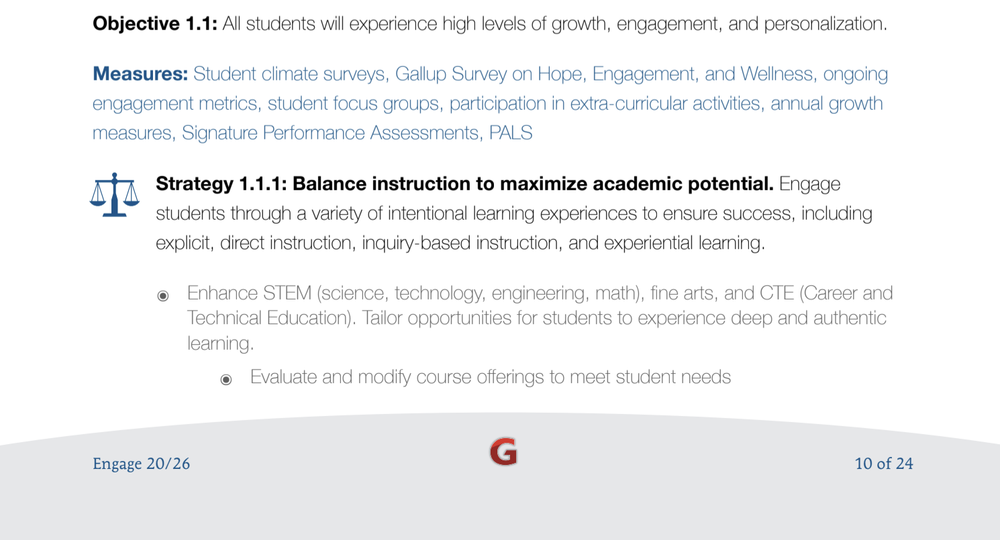 Objective 1.1: All students will experience high levels of growth, engagement, and personalization.
Measures: Student climate surveys, Gallup Survey on Hope, Engagement, and Wellness, ongoing
engagement metrics, student focus groups, participation in extra-curricular activities, annual growth
measures, Signature Performance Assessments, PALS
Strategy 1.1.1: Balance instruction to maximize academic potential. Engage
students through a variety of intentional learning experiences to ensure success, including
explicit, direct instruction, inquiry-based instruction, and experiential learning.
Enhance STEM (science, technology, engineering, math), fine arts, and CTE (Career and
Technical Education). Tailor opportunities for students to experience deep and authentic
learning.
Evaluate and modify course offerings to meet student needs
G
Engage 20/26
10 of 24